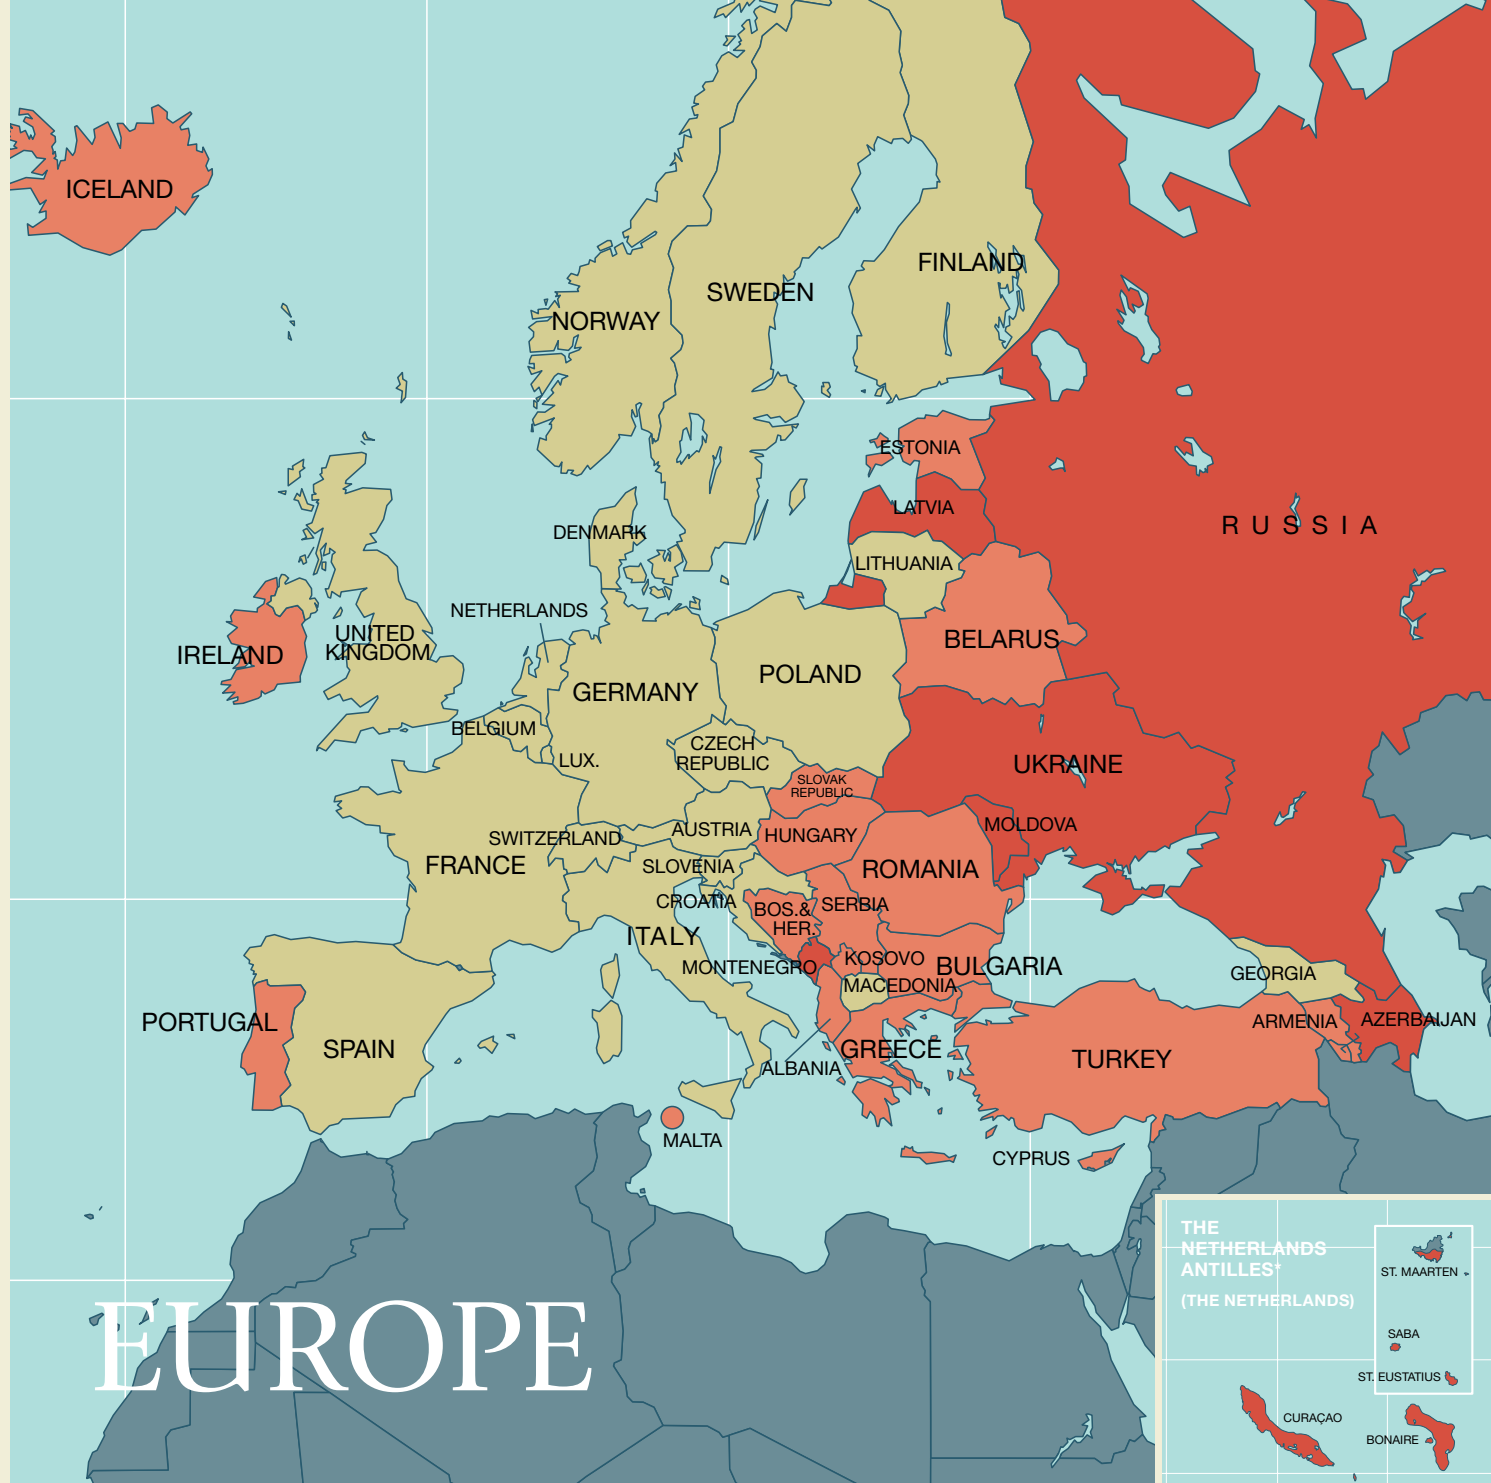 ICELAND
FINLAND
SWEDEN
NORWAY
ESTONIA
LATVIA
RUSSIA
DENMARK
LITHUANIA
NETHERLANDS
UNITED
KINGDOM
IRELAND
BELARUS
POLAND
GERMANY
BELGIUM
LUX.
CZECH
REPUBLIC
UKRAINE
SLOVAK
REPUBLIC
MOLDOVA
AUSTRIA
HUNGARY
SWITZERLAND
FRANCE
SLOVENIA
ROMANIA
CROATIA
BOS.&
HER.
SERBIA
ITALY
MONTENEGRO
KOSOVO
BULGARIA
MACEDONIA
GEORGIA
PORTUGAL
SPAIN
ARMENIA
AZERBAIJAN
ALBANIA
GREECE
TURKEY
MALTA
CYPRUS
EUROPE
THE
NETHERLANDS
ANTILLES*
(THE NETHERLANDS)
ST. MAARTEN
SABA
ST. EUSTATIUS
CURAÇAO
BONAIRE